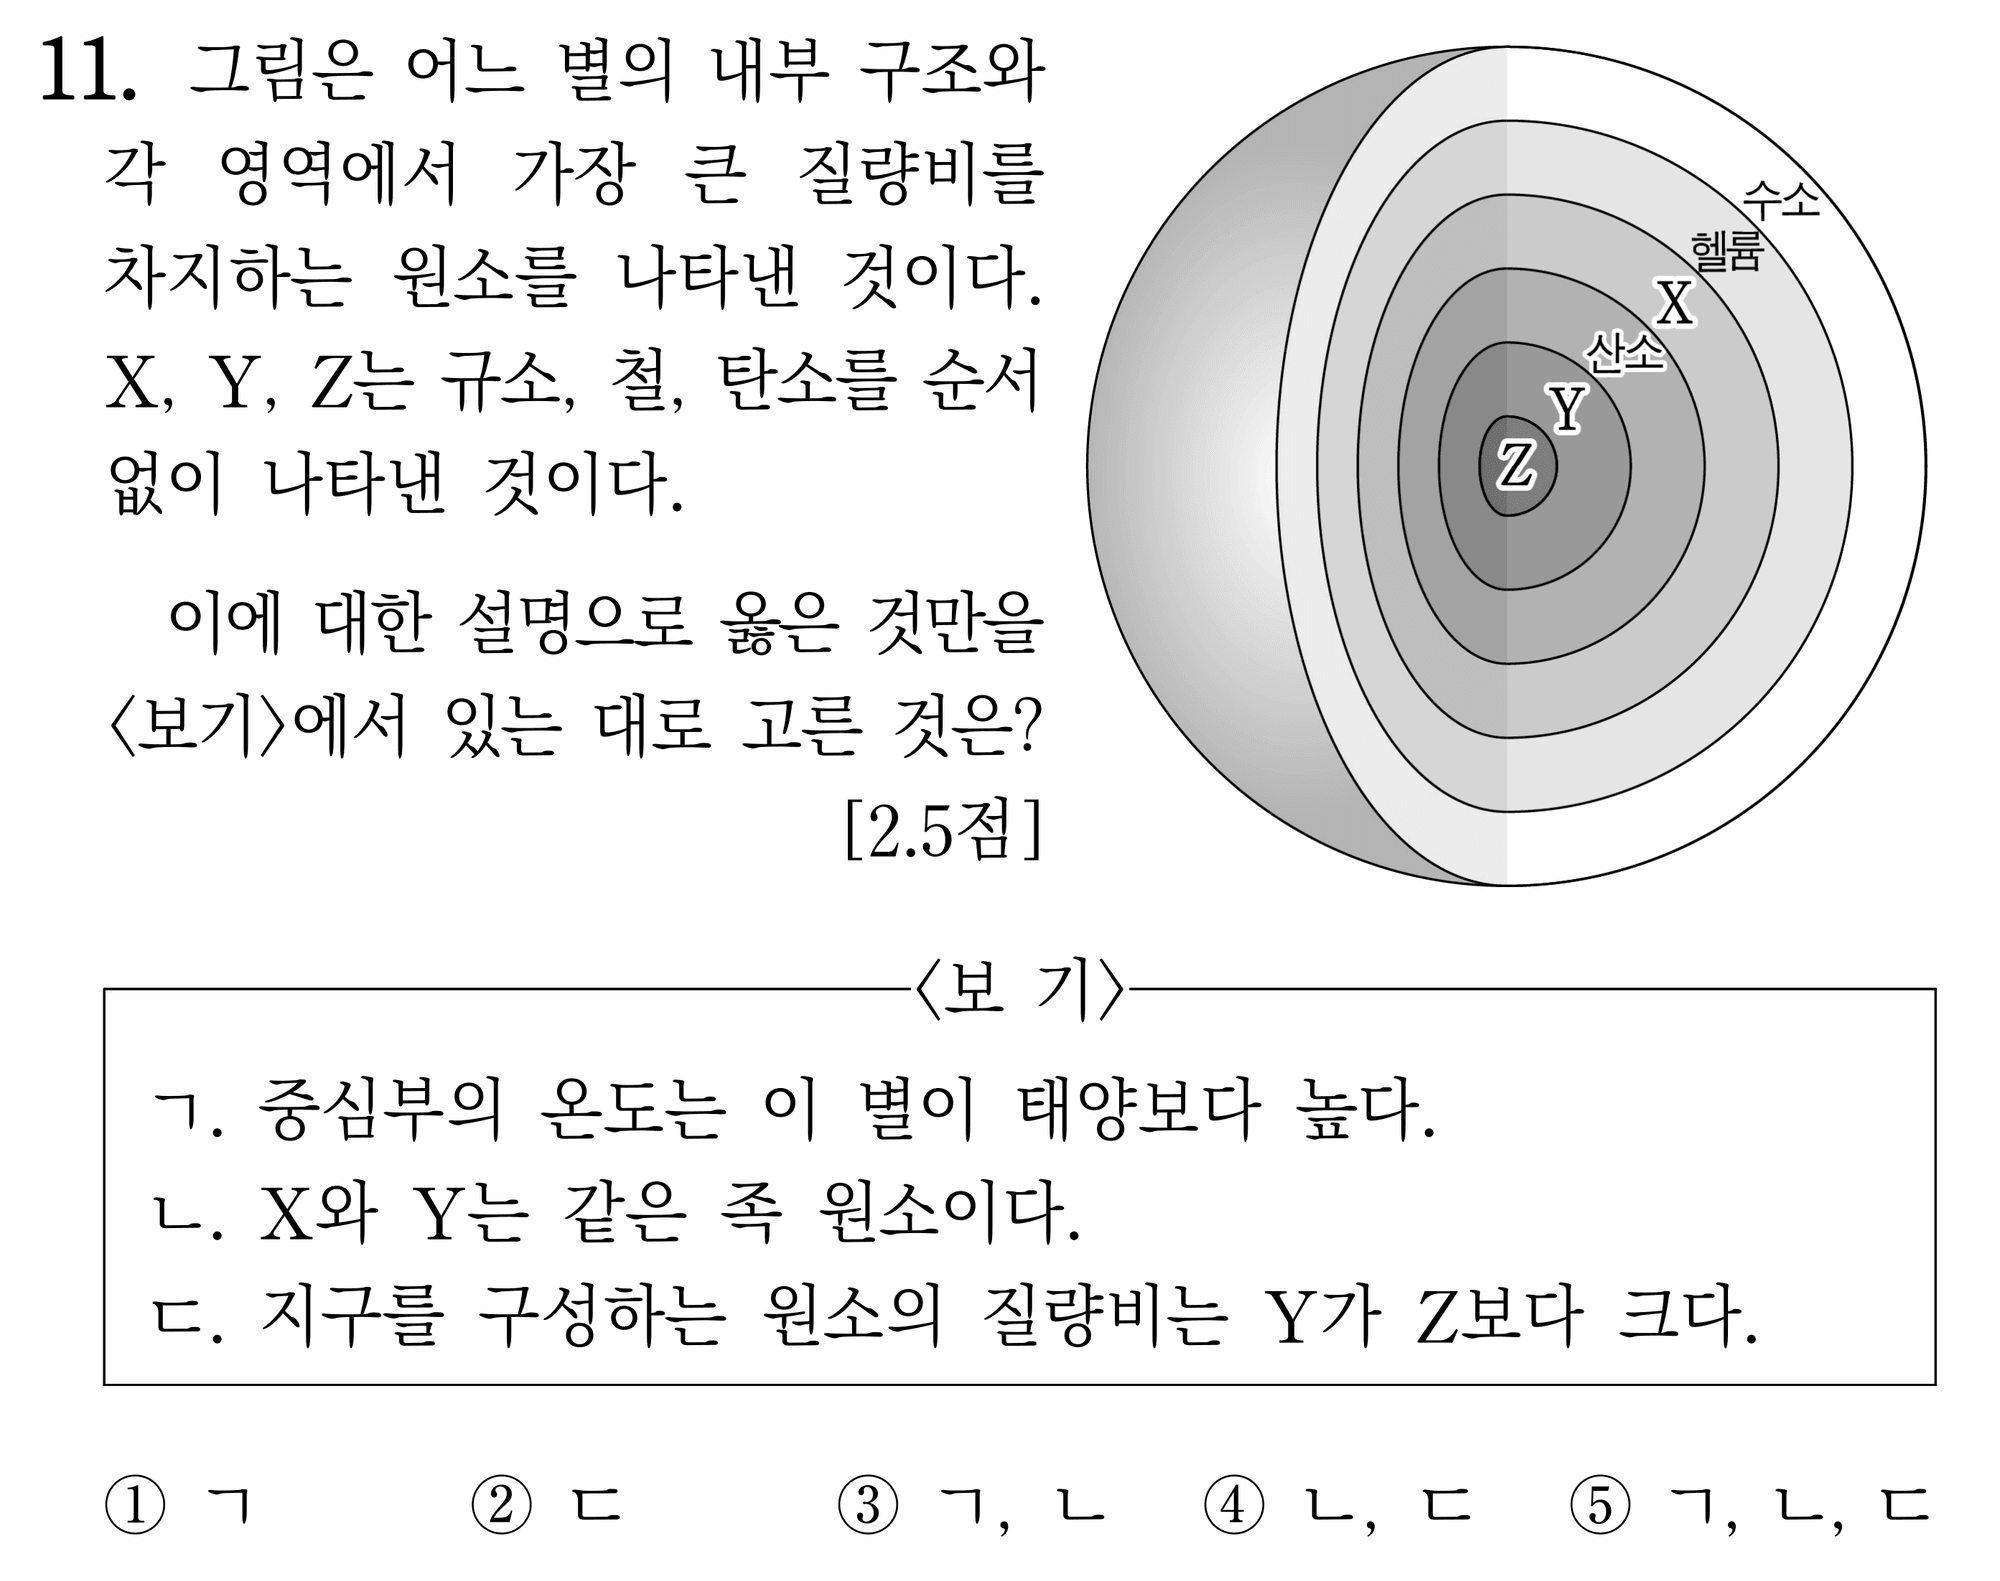 11. 그림은 어느 별의 내부 구조와
각 영역에서 가장 큰 질량비를
차지하는 원소를 나타낸 것이다.
X, Y, Z는 규소, 철, 탄소를 순서
없이 나타낸 것이다.
이에 대한 설명으로 옳은 것만을
〈보기〉에서 있는 대로 고른 것은?
[2.5점]
수소
헬륨
X
산소
Y
Z
〈보 기〉
ㄱ. 중심부의 온도는 이 별이 태양보다 높다.
ㄴ. X와 Y는 같은 족 원소이다.
ㄷ. 지구를 구성하는 원소의 질량비는 Y가 Z보다 크다.
① ㄱ ② ㄷ ③ ㄱ, ㄴ ④ ㄴ, ㄷ ⑤ ㄱ, ㄴ, ㄷ